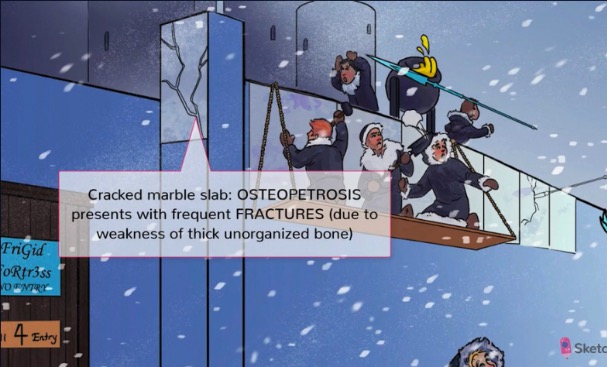 Cracked marble slab: OSTEOPETROSIS
presents with frequent FRACTURES (due to
weakness of thick unorganized bone)
FriGid
FoRtr3ss
NO ENTRY
4 Entry
Sketc